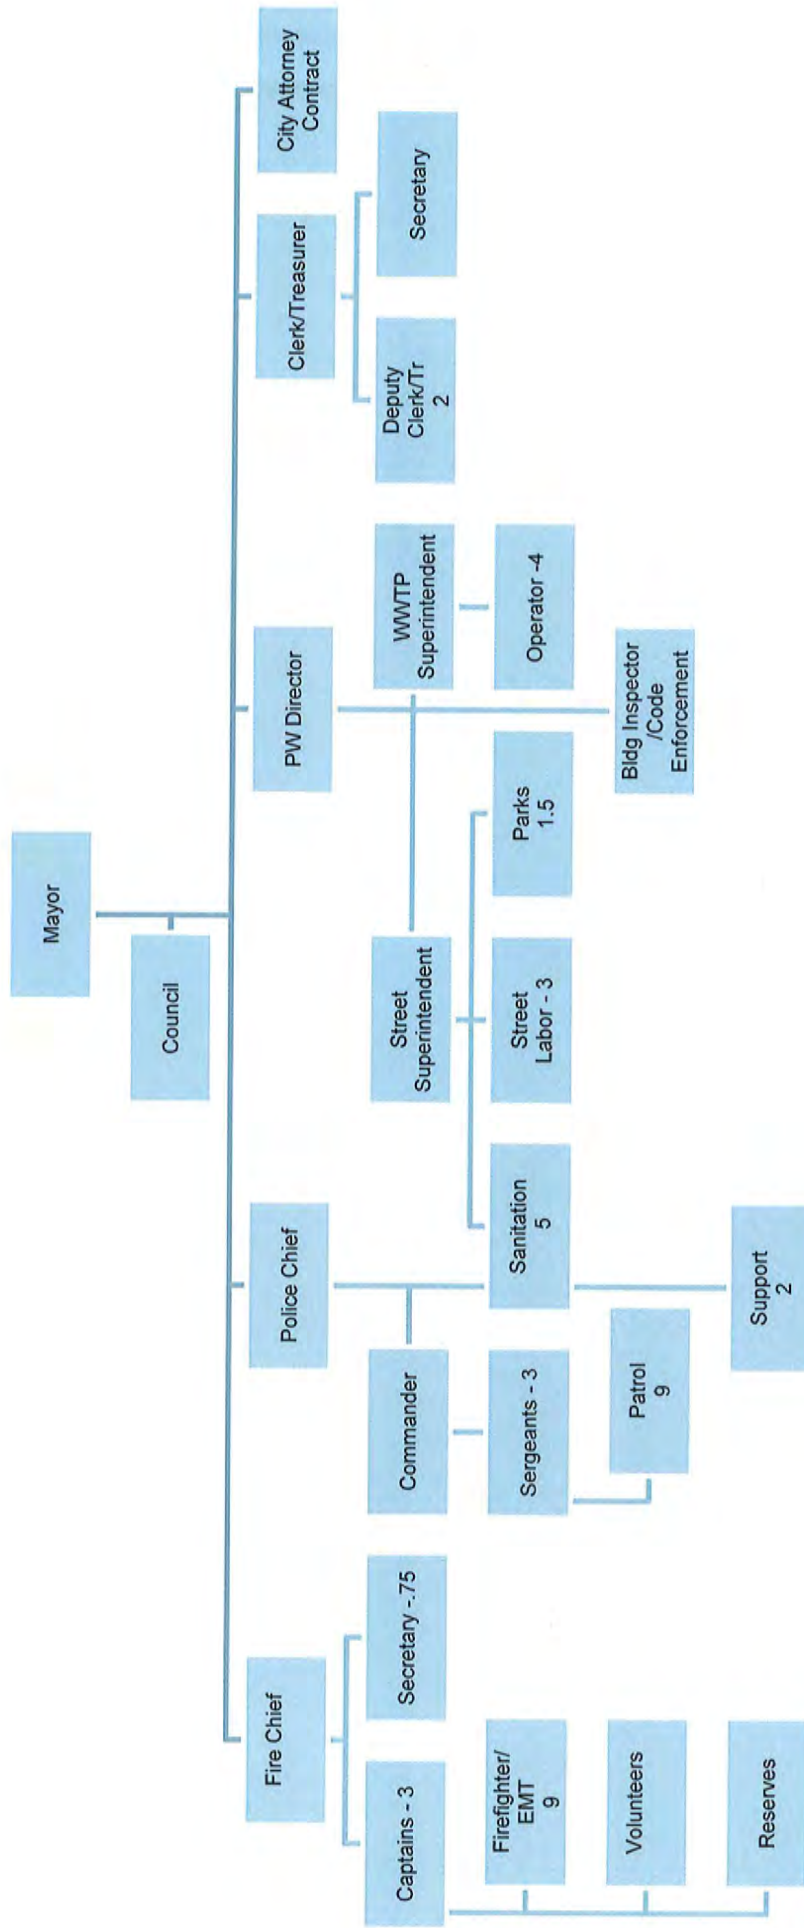 Mayor
Council
Fire Chief
Police Chief
PW Director
Clerk/Treasurer
City Attorney
Contract
Captains - 3
Secretary -.75
Commander
Street
Superintendent
WWTP
Superintendent
Deputy
Clerk/Tr
2
Secretary
Firefighter/
EMT
9
Sergeants - 3
Sanitation
5
Street
Labor - 3
Parks
1.5
Operator -4
Volunteers
Patrol
9
Bldg Inspector
/Code
Enforcement
Reserves
Support
2